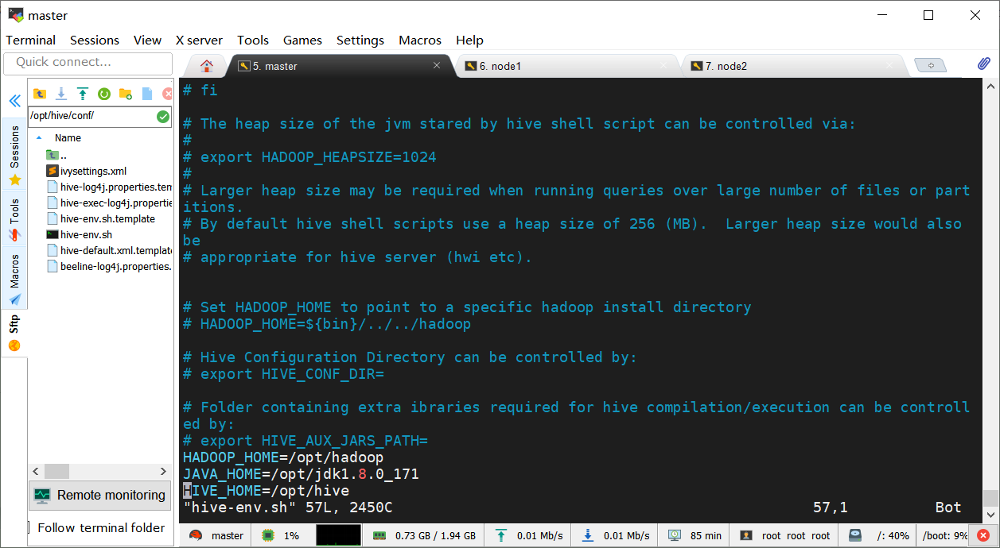 master
Terminal Sessions View X server Tools Games Settings Macros Help
Quick connect...
5. master
6. node1
7. node2
/opt/hive/conf/
Name
..
ivysettings.xml
hive-log4j.properties.tem
hive-exec-log4j.propertie
hive-env.sh.template
hive-env.sh
hive-default.xml.template
beeline-log4j.properties.
Sessions
Tools
Macros
Sftp
Remote monitoring
Follow terminal folder
# fi
# The heap size of the jvm stared by hive shell script can be controlled via:
#
# export HADOOP_HEAPSIZE=1024
#
# Larger heap size may be required when running queries over large number of files or part
itions.
# By default hive shell scripts use a heap size of 256 (MB).  Larger heap size would also
be
# appropriate for hive server (hwi etc).
# Set HADOOP_HOME to point to a specific hadoop install directory
# HADOOP_HOME=${bin}/../../hadoop
# Hive Configuration Directory can be controlled by:
# export HIVE_CONF_DIR=
# Folder containing extra ibraries required for hive compilation/execution can be controll
ed by:
# export HIVE_AUX_JARS_PATH=
HADOOP_HOME=/opt/hadoop
JAVA_HOME=/opt/jdk1.8.0_171
HIVE_HOME=/opt/hive
"hive-env.sh" 57L, 2450C 57,1 Bot
master 1% 0.73 GB / 1.94 GB 0.01 Mb/s 0.01 Mb/s 85 min root root root /: 40% /boot: 9%